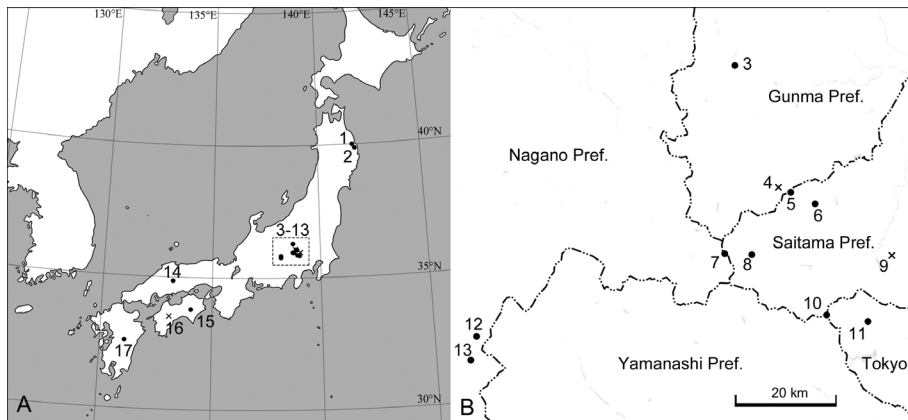 130°E
135°E
140°E
145°E
40°N
35°N
30°N
1
2
3-13
14
15
16
17
A
3
Gunma Pref.
Nagano Pref.
4
5
6
Saitama Pref.
7
8
9
10
11
12
13
Yamanashi Pref.
Tokyo
20 km
B